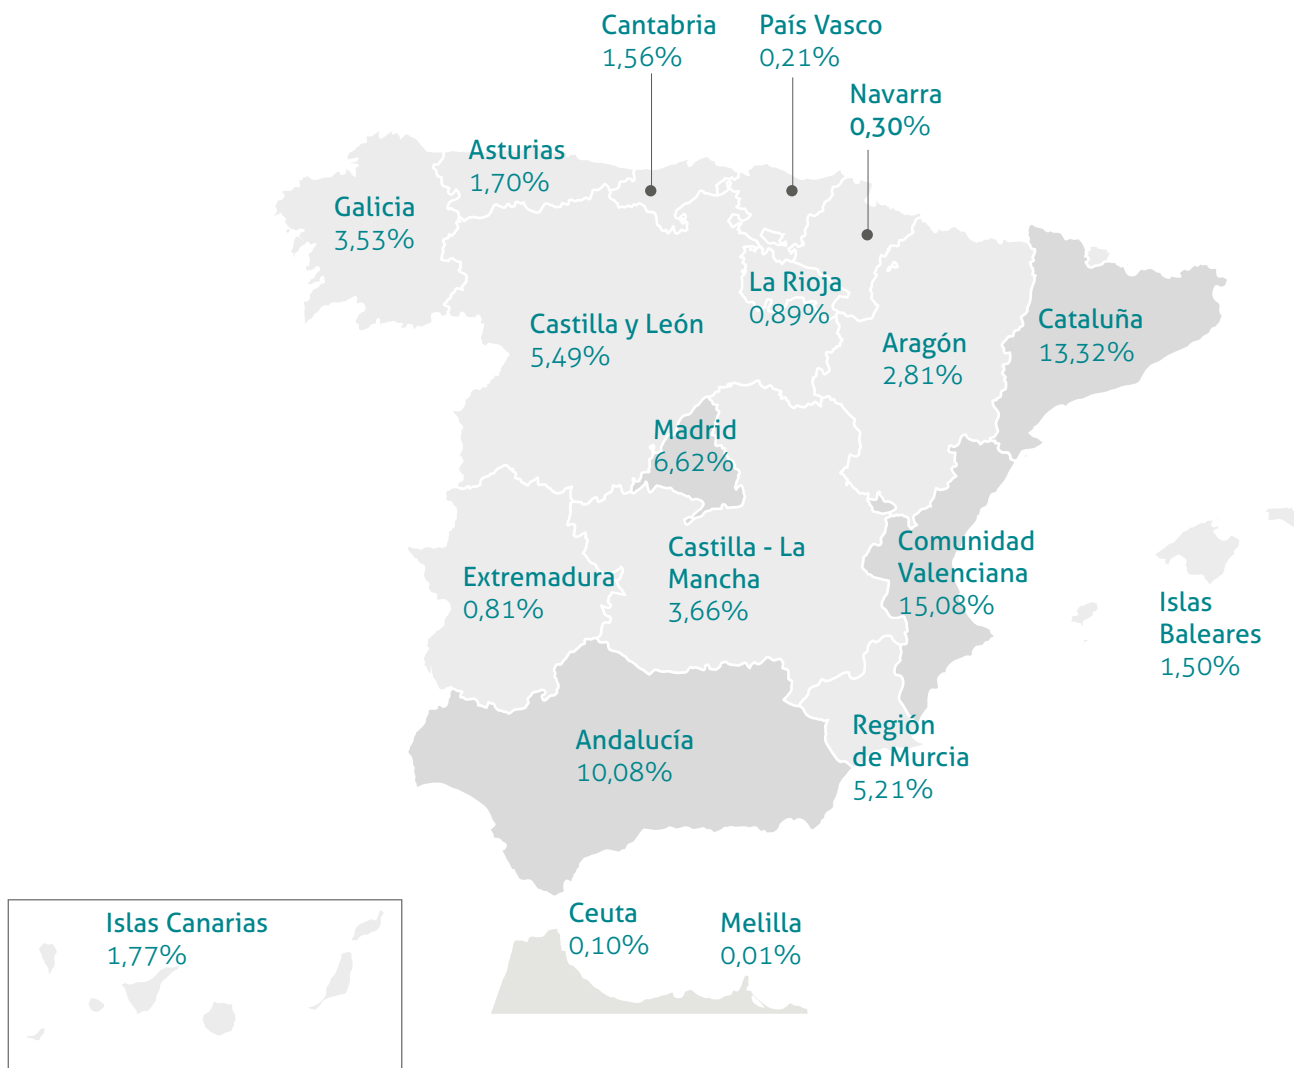 Cantabria
1,56%
País Vasco
0,21%
Navarra
0,30%
Asturias
1,70%
Galicia
3,53%
La Rioja
0,89%
Castilla y León
5,49%
Aragón
2,81%
Cataluña
13,32%
Madrid
6,62%
Castilla - La
Mancha
3,66%
Comunidad
Valenciana
15,08%
Extremadura
0,81%
Islas
Baleares
1,50%
Andalucía
10,08%
Región
de Murcia
5,21%
Islas Canarias
1,77%
Ceuta
0,10%
Melilla
0,01%